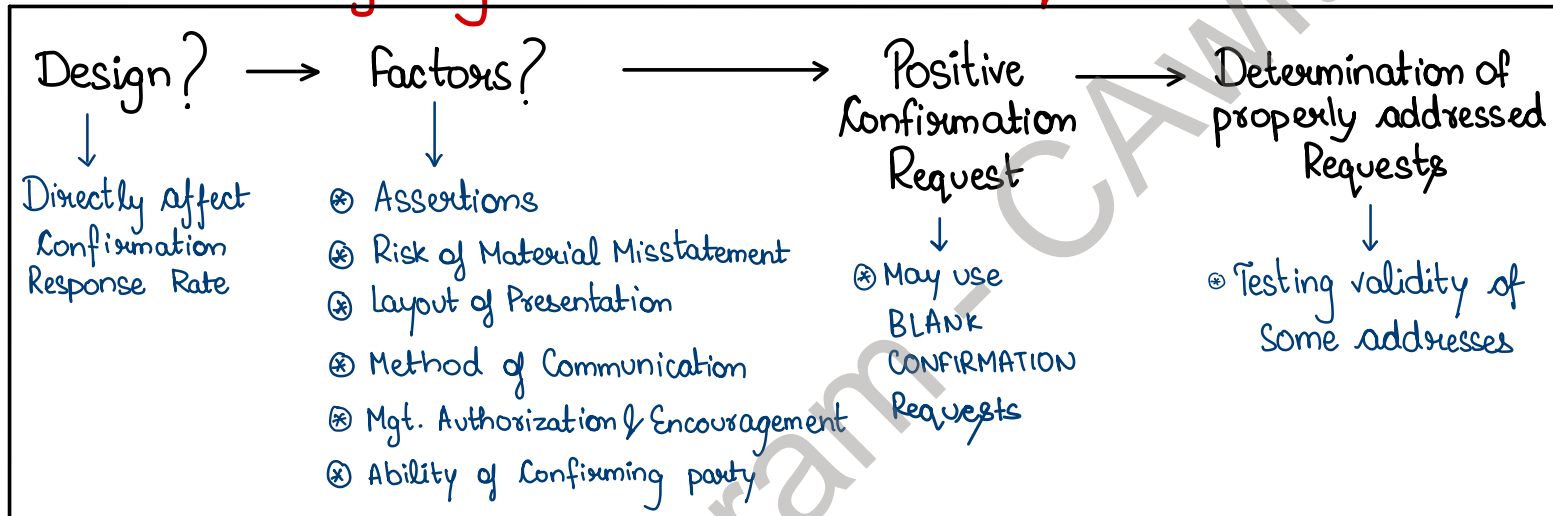 Design?
Directly affect
Confirmation
Response Rate
Factors?
Assertions
Risk of Material Misstatement
Layout of Presentation
Method of Communication
Mgt. Authorization & Encouragement
Ability of Confirming party
Positive
Confirmation
Request
May use
BLANK
CONFIRMATION
Requests
Determination of
properly addressed
Requests
Testing validity of
some addresses
ram - CAwi